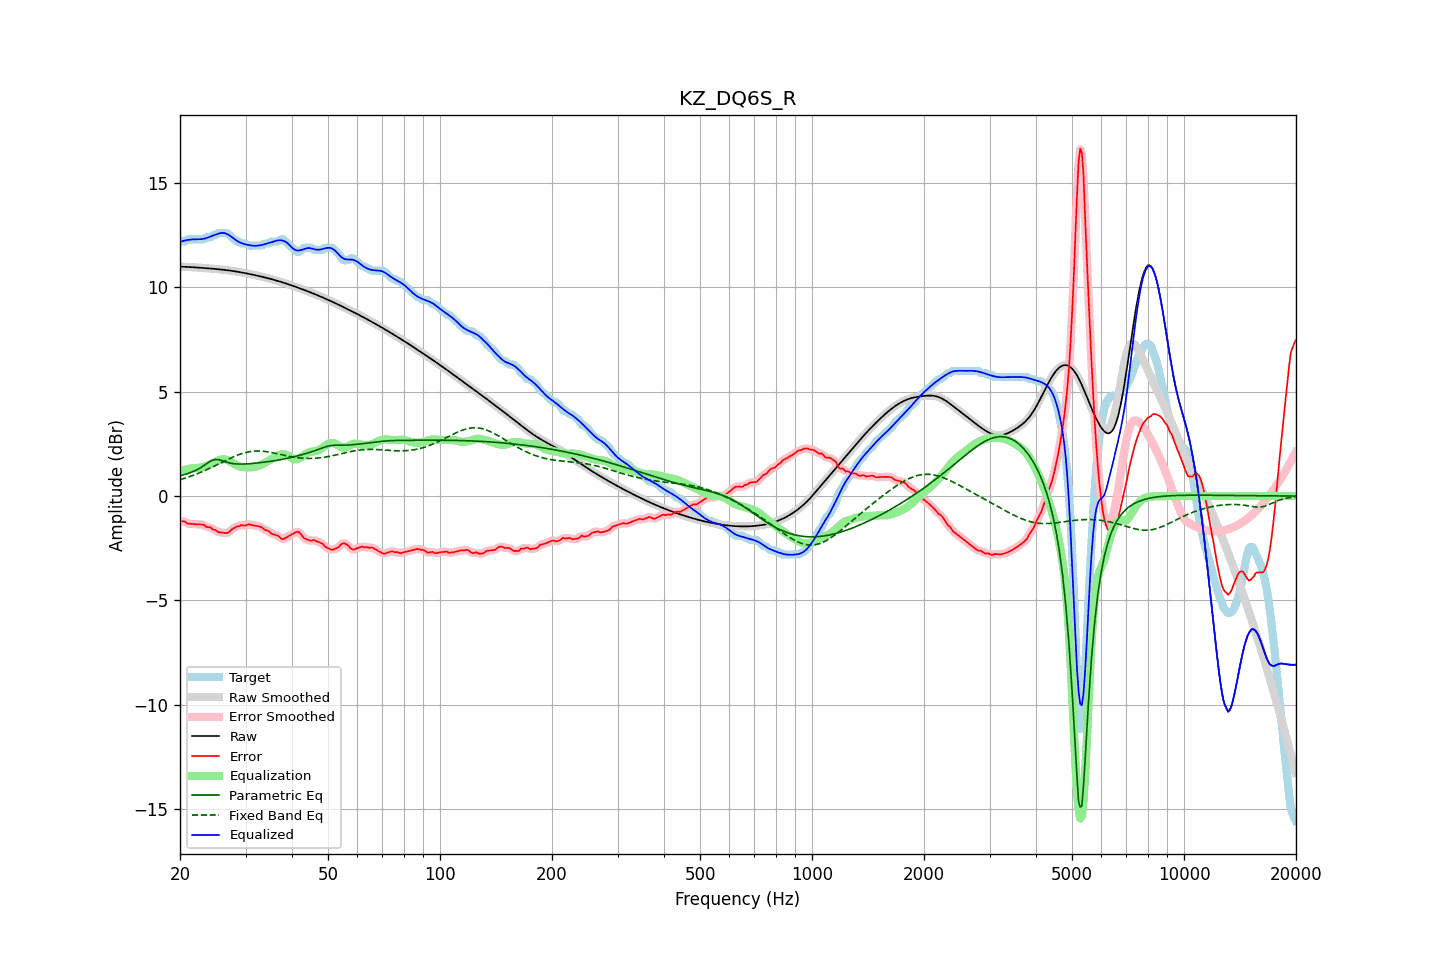 KZ_DQ6S_R
Amplitude (dBr)
15
10
5
0
−5
−10
−15
Target
Raw Smoothed
Error Smoothed
Raw
Error
Equalization
Parametric Eq
Fixed Band Eq
Equalized
20
50
100
200
500
1000
2000
5000
10000
20000
Frequency (Hz)